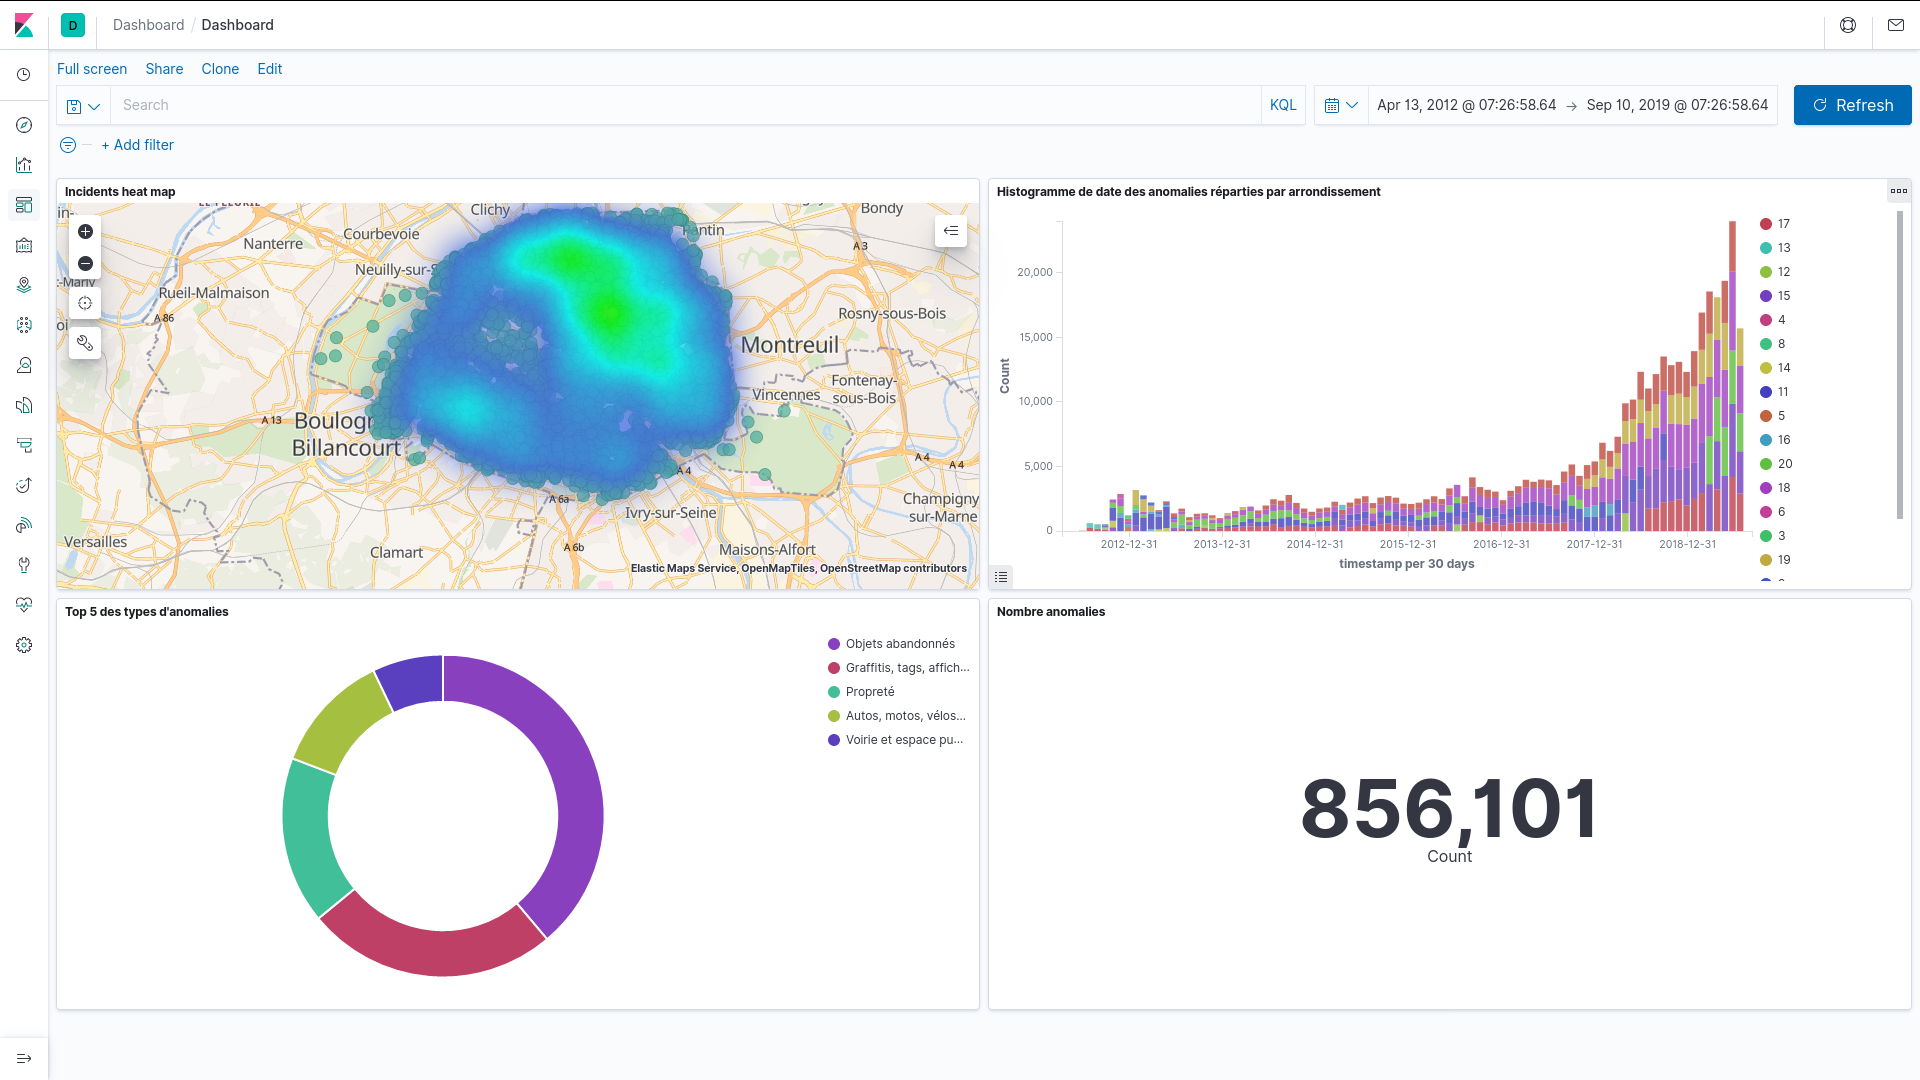 D
Dashboard / Dashboard
Full screen Share Clone Edit
Search
KQL
Apr 13, 2012 @ 07:26:58.64 → Sep 10, 2019 @ 07:26:58.64
Refresh
+ Add filter
Incidents heat map
Clichy
Bondy
Courbevoie
Nanterre
A 3
Neuilly-sur-S
Rueil-Malmaison
A 86
Rosny-sous-Bois
Montreuil
Fontenay-
sous-Bois
Vincennes
A 13
Boulogn
Billancourt
A 4
A 4
A 4
A 6a
Champigny
sur-Marne
Ivry-sur-Seine
Versailles
Clamart
A 6b
Maisons-Alfort
Elastic Maps Service, OpenMapTiles, OpenStreetMap contributors
Histogramme de date des anomalies réparties par arrondissement
Count
20,000
15,000
10,000
5,000
0
2012-12-31
2013-12-31
2014-12-31
2015-12-31
2016-12-31
2017-12-31
2018-12-31
timestamp per 30 days
17
13
12
15
4
8
14
11
5
16
20
18
6
3
19
Top 5 des types d'anomalies
Objets abandonnés
Graffitis, tags, affich...
Propreté
Autos, motos, vélos...
Voirie et espace pu...
Nombre anomalies
856,101
Count